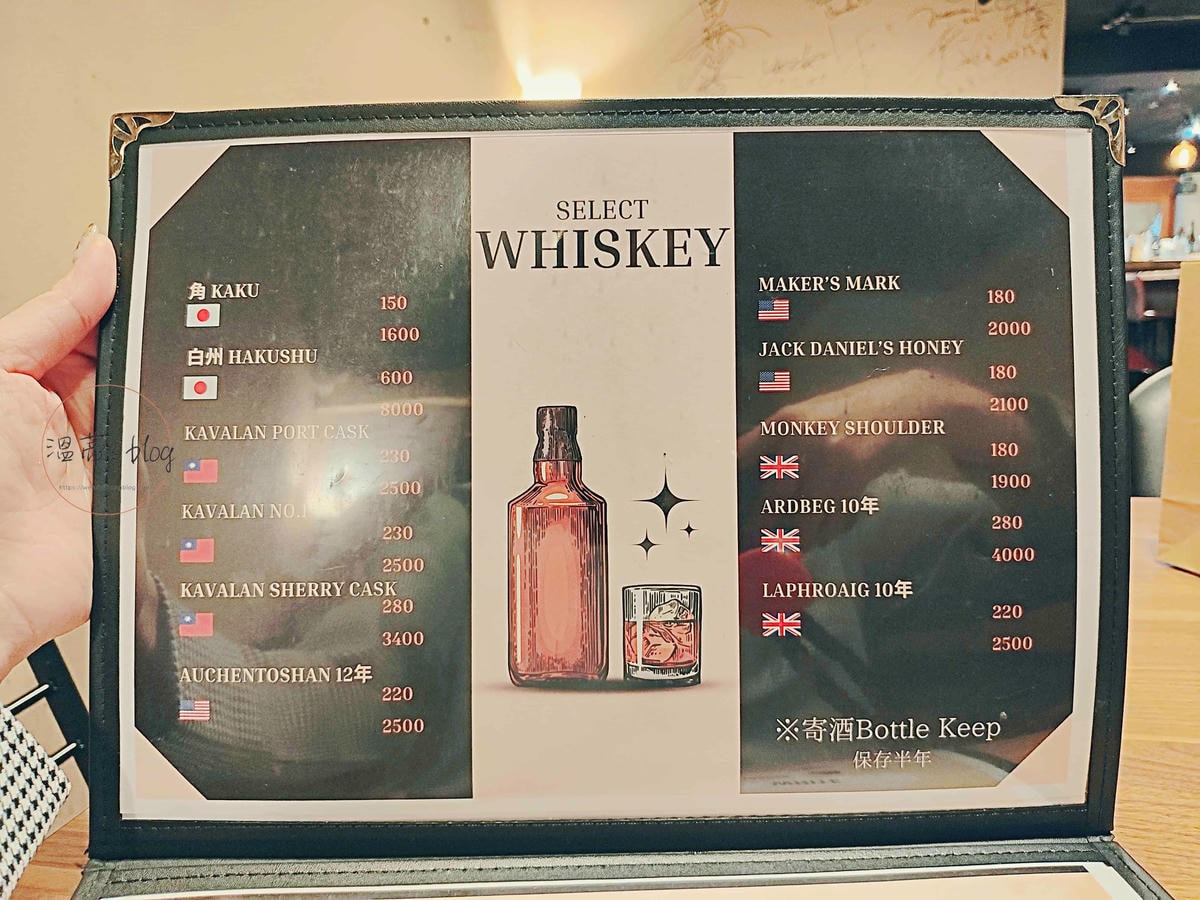 SELECT
WHISKEY
角 KAKU
150
1600
白州 HAKUSHU
600
8000
KAVALAN PORT CASK
230
2500
KAVALAN NO.1
230
2500
KAVALAN SHERRY CASK
280
3400
AUCHENTOSHAN 12年
220
2500
MAKER'S MARK
180
2000
JACK DANIEL'S HONEY
180
2100
MONKEY SHOULDER
180
1900
ARDBEG 10年
280
4000
LAPHROAIG 10年
220
2500
※寄酒Bottle Keep
保存半年
blog